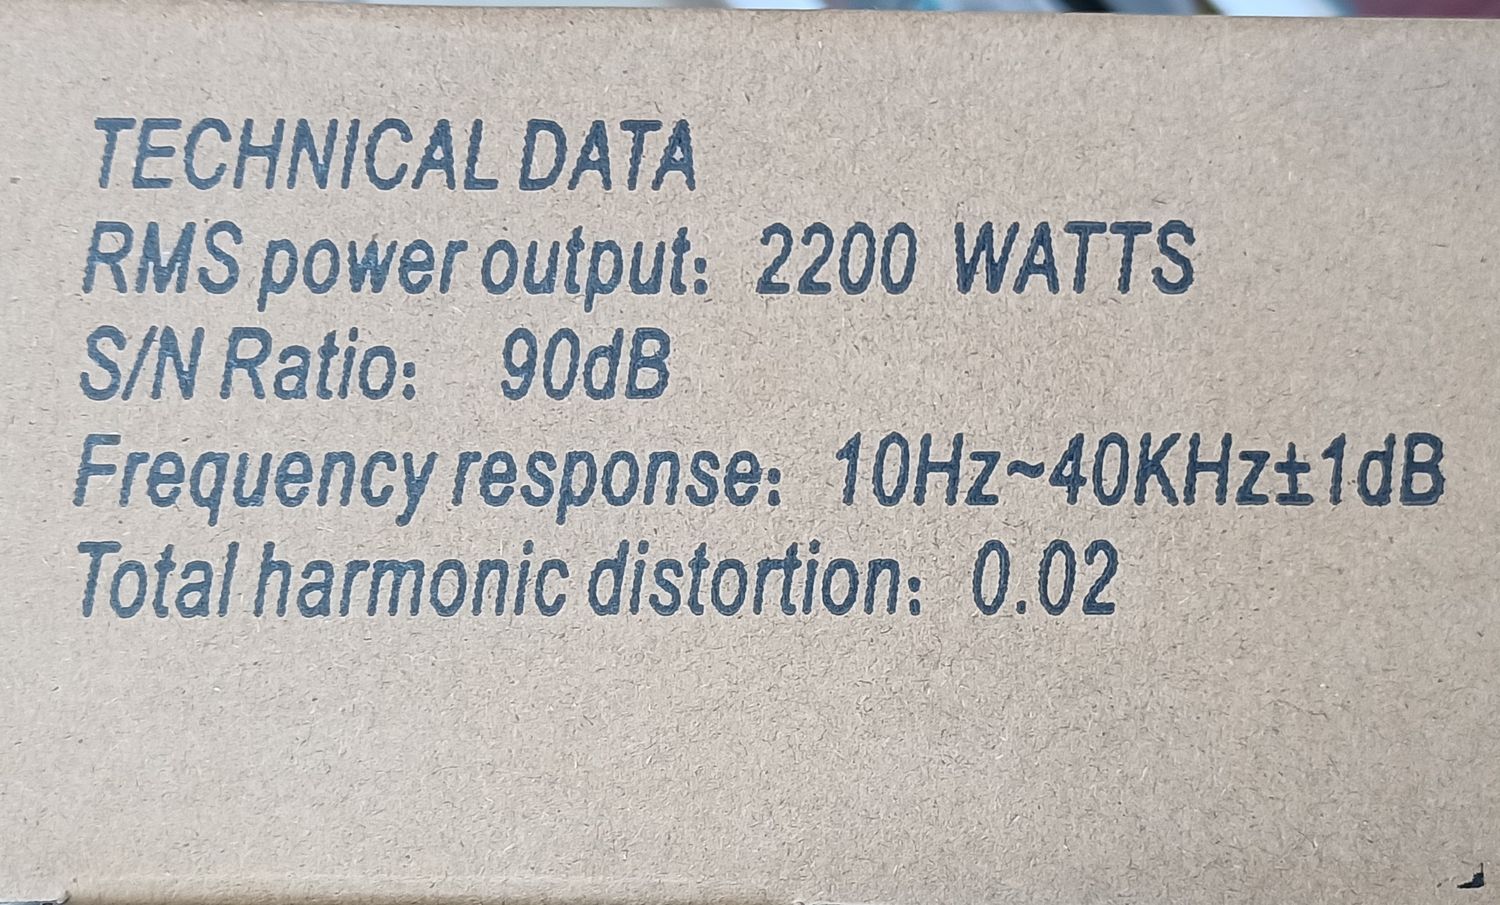 TECHNICAL DATA
RMS power output: 2200 WATTS
S/N Ratio: 90dB
Frequency response: 10Hz~40KHz±1dB
Total harmonic distortion: 0.02